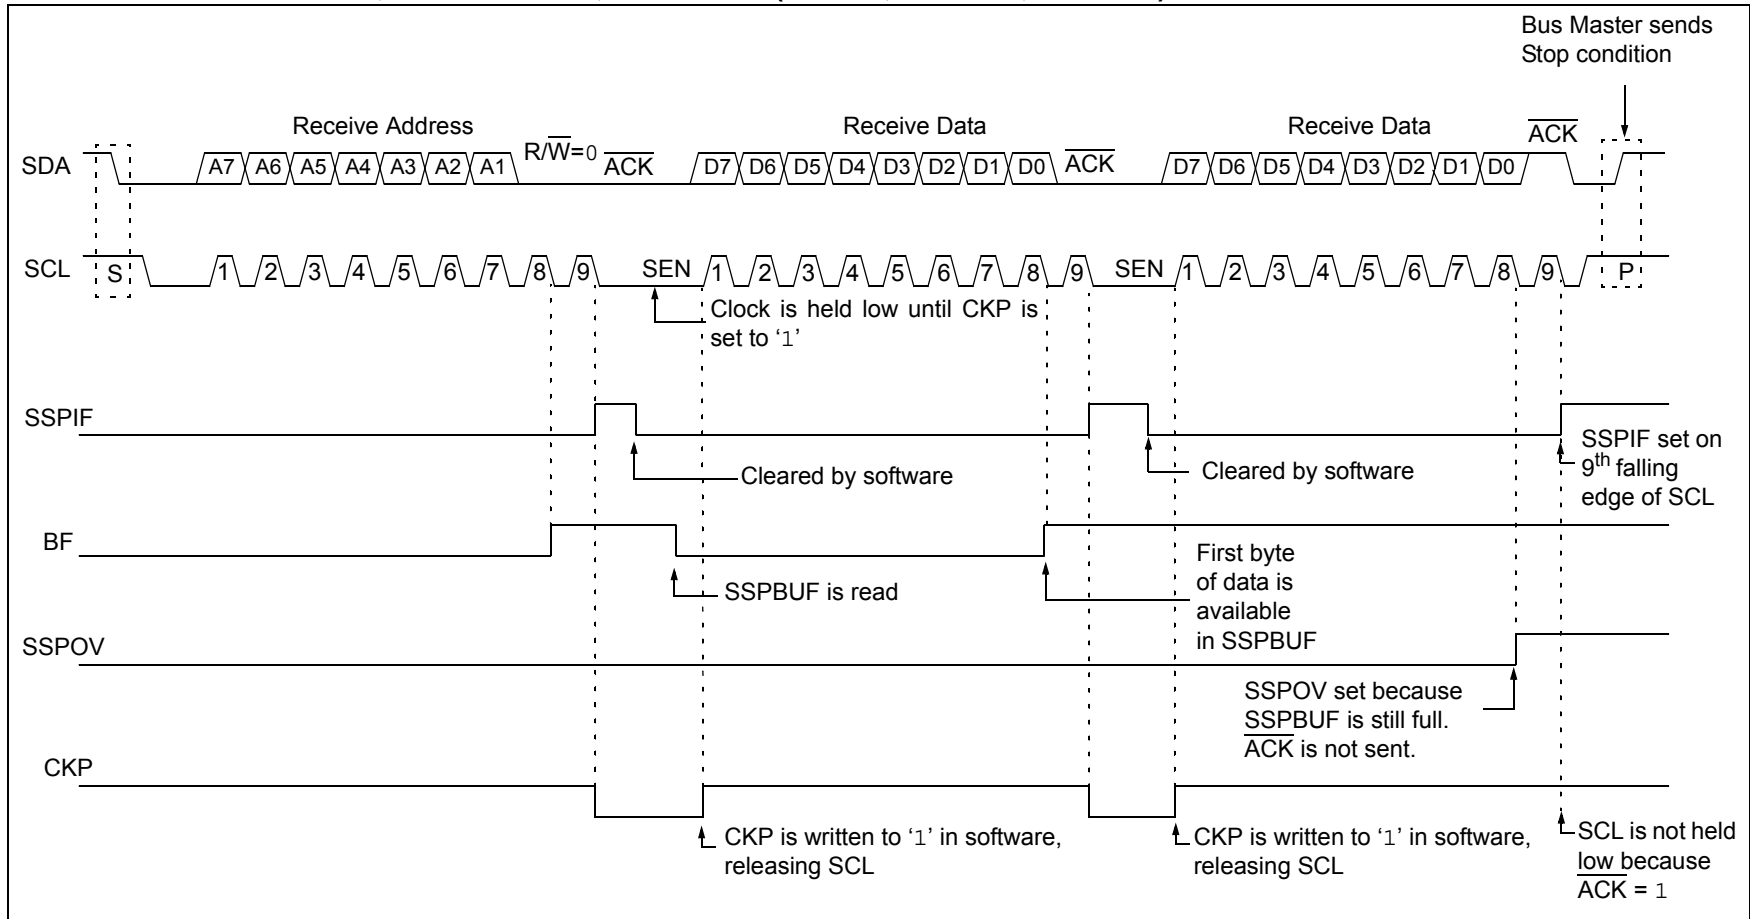 Bus Master sends
Stop condition
Receive Address
Receive Data
Receive Data
ACK
SDA
A7 A6 A5 A4 A3 A2 A1
R/W=0
ACK
D7 D6 D5 D4 D3 D2 D1 D0
ACK
D7 D6 D5 D4 D3 D2 D1 D0
SCL
S
1 2 3 4 5 6 7 8 9
SEN
1 2 3 4 5 6 7 8 9
SEN
1 2 3 4 5 6 7 8 9
P
Clock is held low until CKP is
set to ‘1’
SSPIF
Cleared by software
Cleared by software
SSPIF set on
9th falling
edge of SCL
BF
SSPBUF is read
First byte
of data is
available
in SSPBUF
SSPOV
SSPOV set because
SSPBUF is still full.
ACK is not sent.
CKP
CKP is written to ‘1’ in software,
releasing SCL
CKP is written to ‘1’ in software,
releasing SCL
SCL is not held
low because
ACK = 1